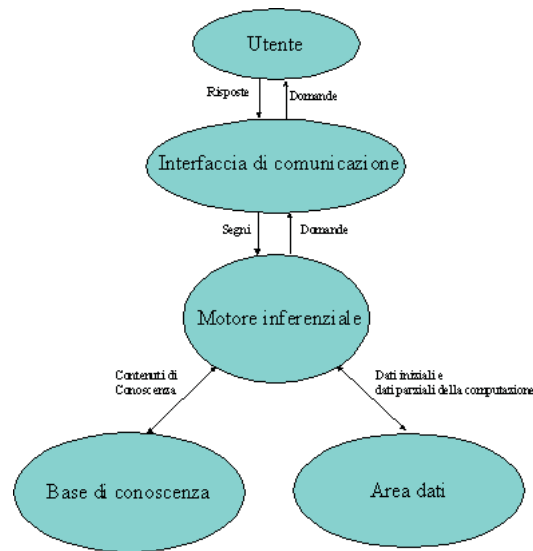 Utente
Risposte
Domande
Interfaccia di comunicazione
Segni
Domande
Motore inferenziale
Contenuti di
Conoscenza
Dati iniziali e
dati parziali della computazione
Base di conoscenza
Area dati